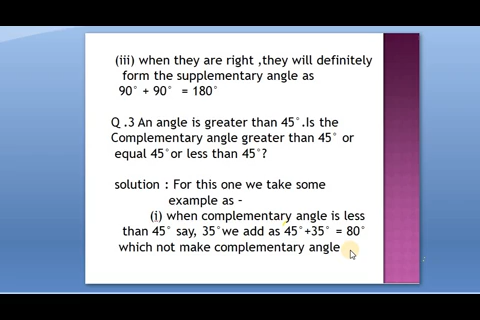 (iii) when they are right ,they will definitely
form the supplementary angle as
90° + 90° = 180°
Q .3 An angle is greater than 45°.Is the
Complementary angle greater than 45° or
equal 45°or less than 45°?
solution : For this one we take some
example as -
(i) when complementary angle is less
than 45° say, 35°we add as 45°+35° = 80°
which not make complementary angle